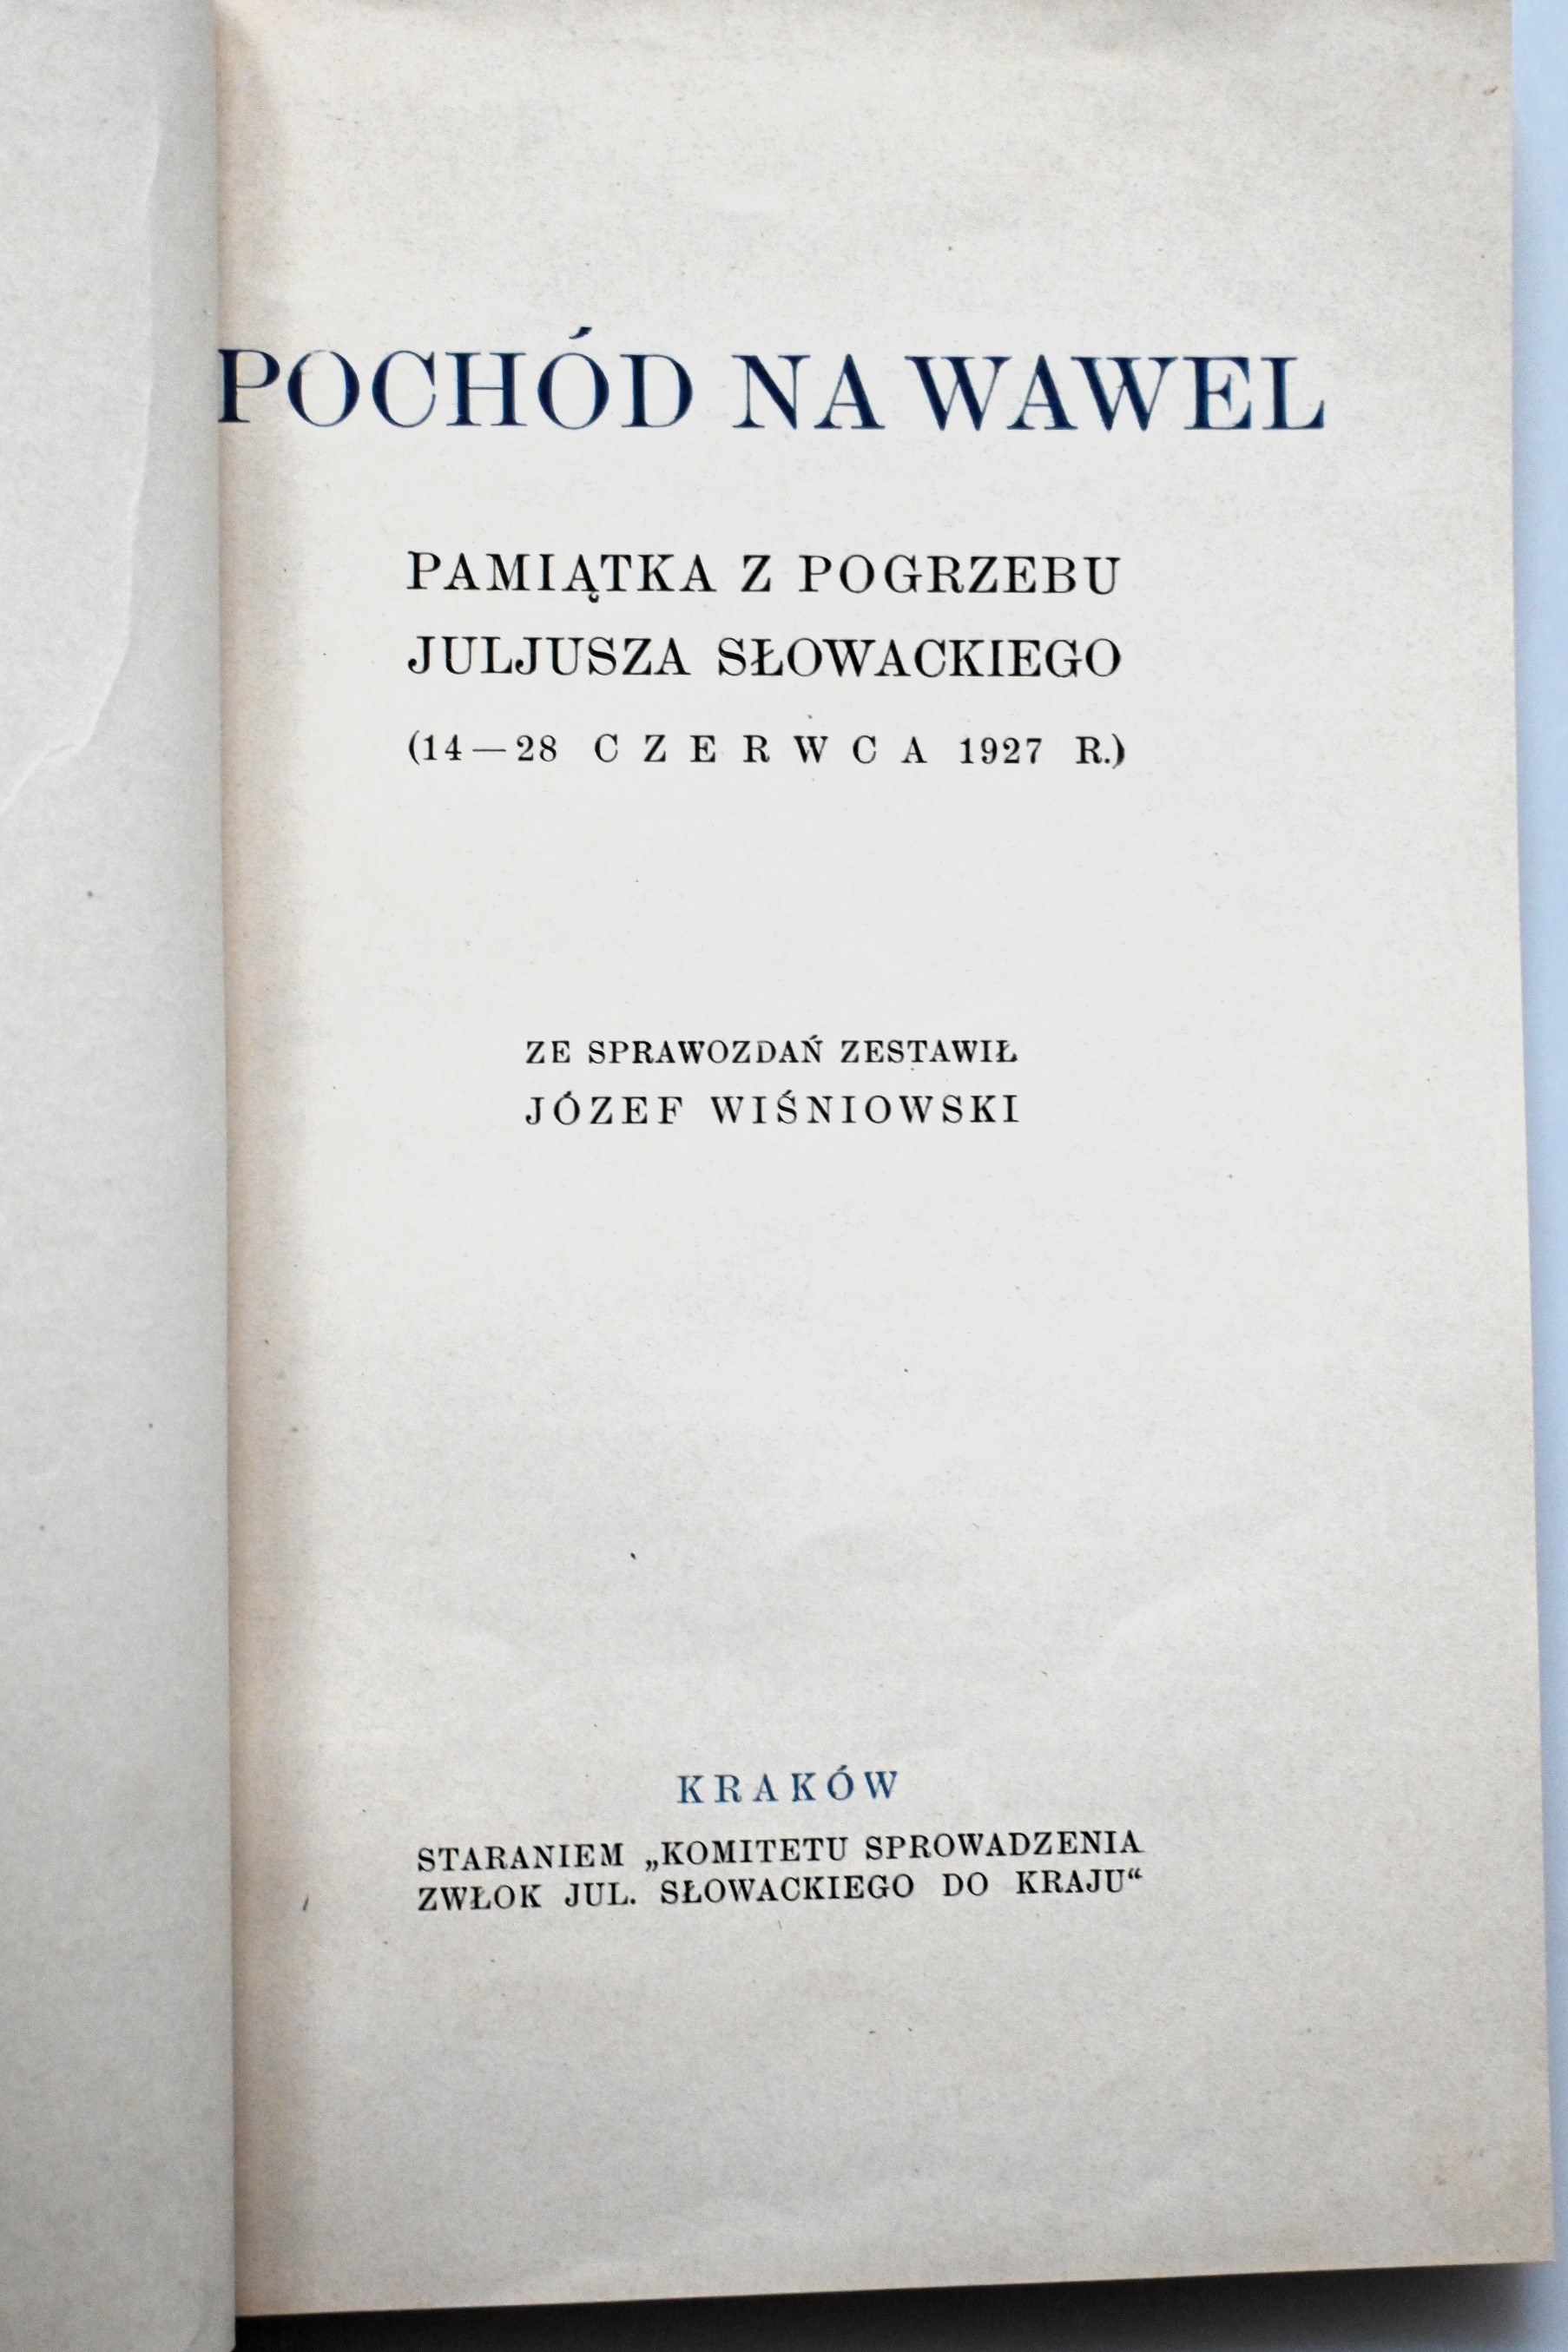 POCHÓD NA WAWEL
PAMIĄTKA Z POGRZEBU
JULJUSZA SŁOWACKIEGO
(14—28 CZERWCA 1927 R.)
ZE SPRAWOZDAŃ ZESTAWIŁ
JÓZEF WIŚNIOWSKI
KRAKÓW
STARANIEM „KOMITETU SPROWADZENIA
ZWŁOK JUL. SŁOWACKIEGO DO KRAJU“